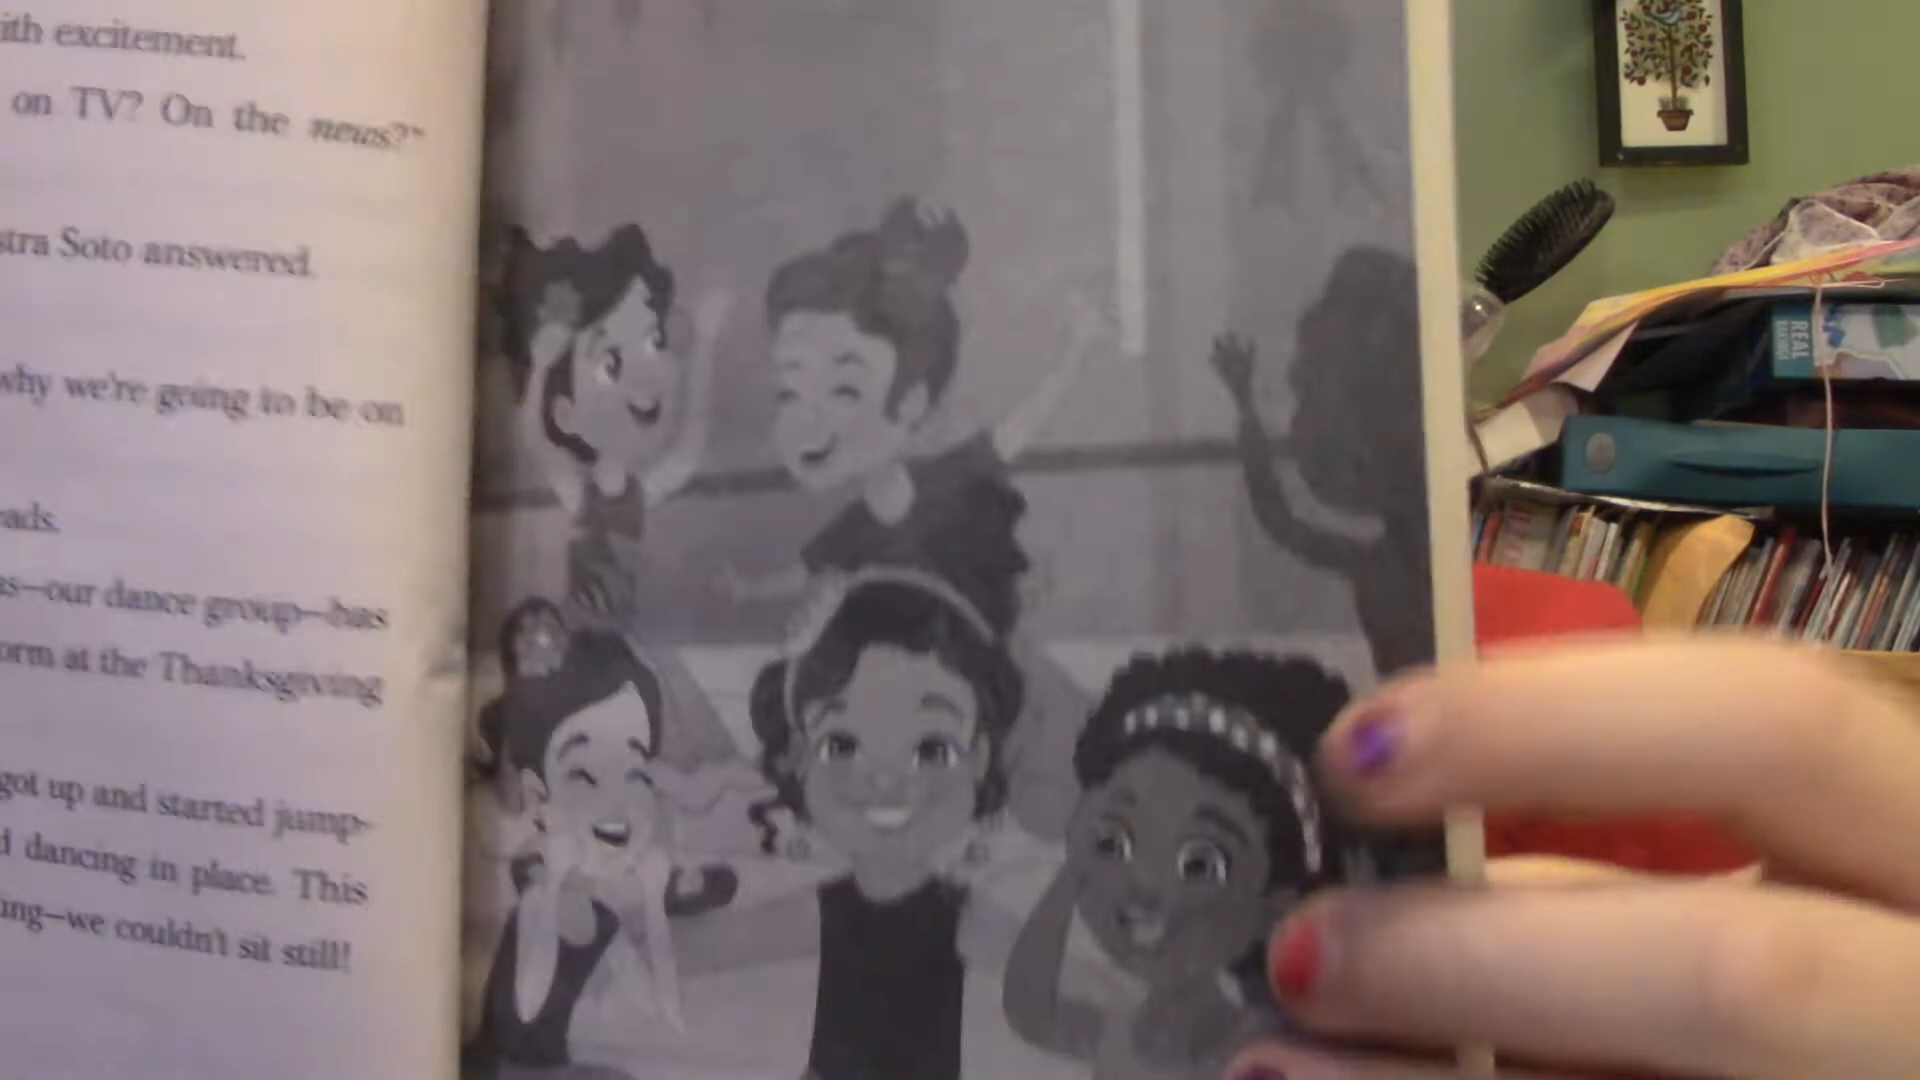 ith excitement.
on TV? On the news?"
stra Soto answered.
why we're going to be on
ads.
as—our dance group—has
orm at the Thanksgiving
got up and started jump-
d dancing in place. This
ing—we couldn't sit still!
REAL